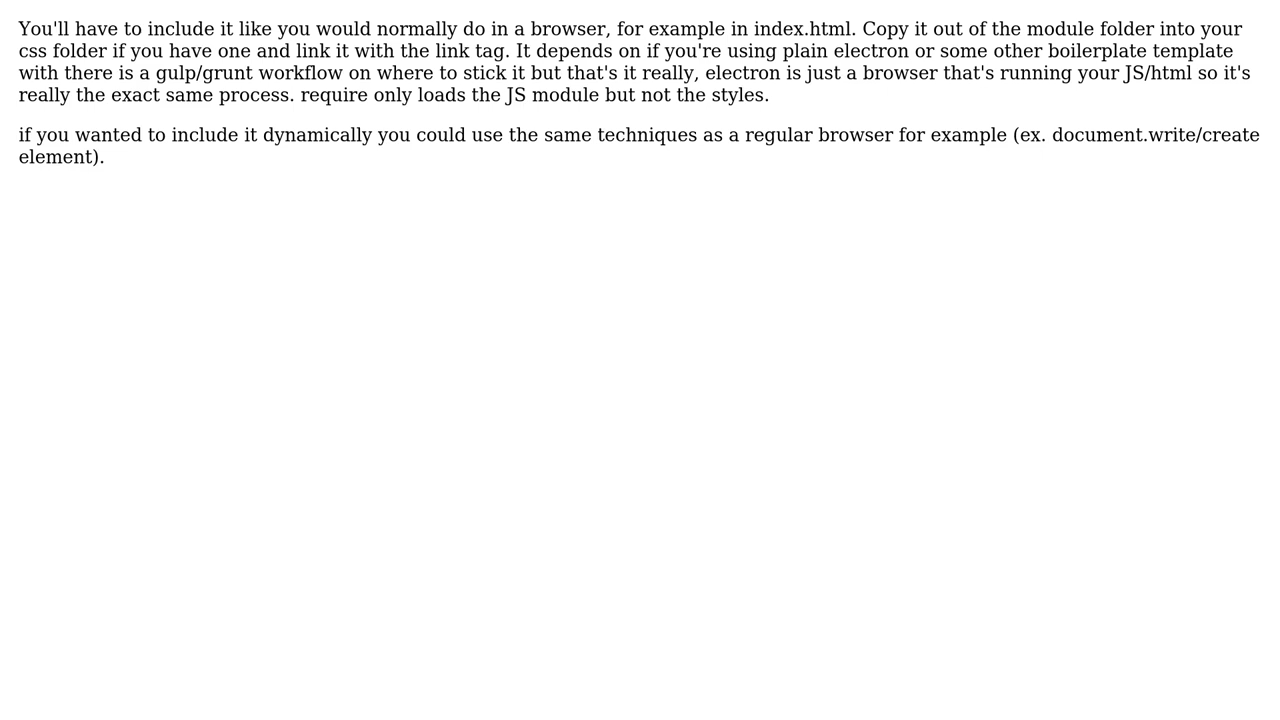 You'll have to include it like you would normally do in a browser, for example in index.html. Copy it out of the module folder into your
css folder if you have one and link it with the link tag. It depends on if you're using plain electron or some other boilerplate template
with there is a gulp/grunt workflow on where to stick it but that's it really, electron is just a browser that's running your JS/html so it's
really the exact same process. require only loads the JS module but not the styles.
if you wanted to include it dynamically you could use the same techniques as a regular browser for example (ex. document.write/create
element).